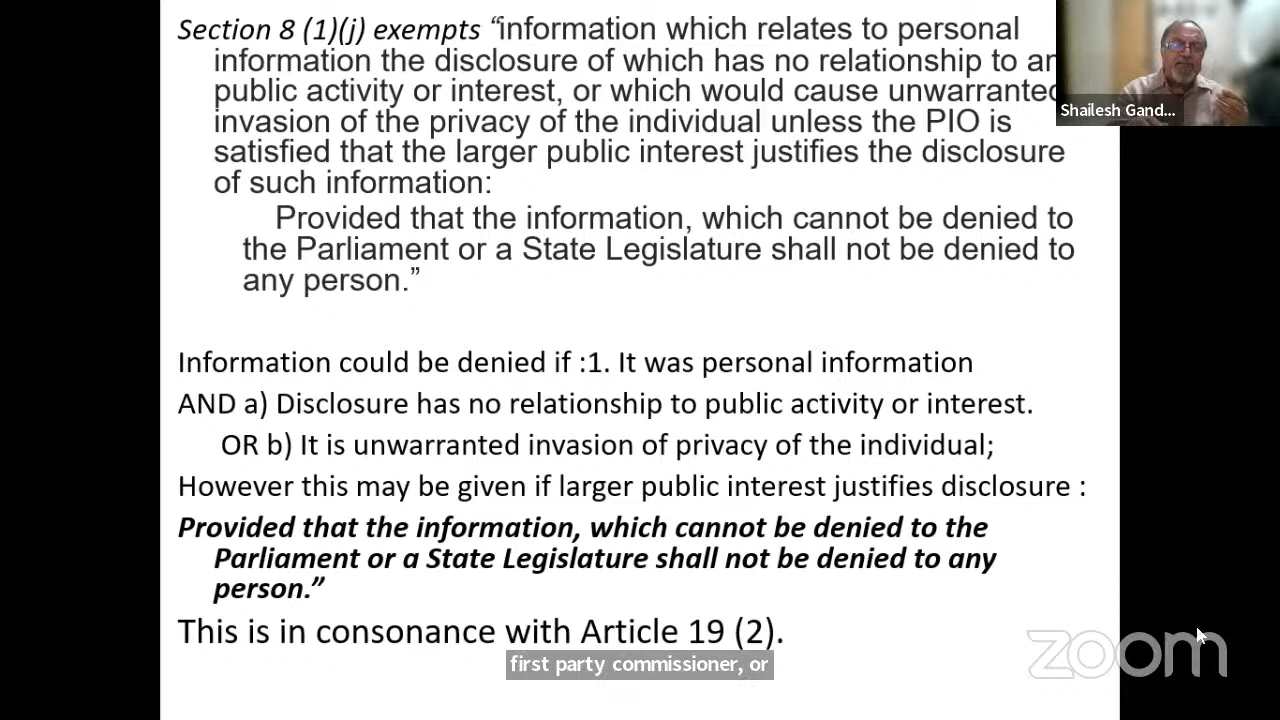 Section 8 (1)(j) exempts “information which relates to personal
information the disclosure of which has no relationship to an
public activity or interest, or which would cause unwarranted
invasion of the privacy of the individual unless the PIO is
satisfied that the larger public interest justifies the disclosure
of such information:
Provided that the information, which cannot be denied to
the Parliament or a State Legislature shall not be denied to
any person.”
Shailesh Gand...
Information could be denied if :1. It was personal information
AND a) Disclosure has no relationship to public activity or interest.
OR b) It is unwarranted invasion of privacy of the individual;
However this may be given if larger public interest justifies disclosure :
Provided that the information, which cannot be denied to the
Parliament or a State Legislature shall not be denied to any
person.”
This is in consonance with Article 19 (2).
first party commissioner, or
zoom